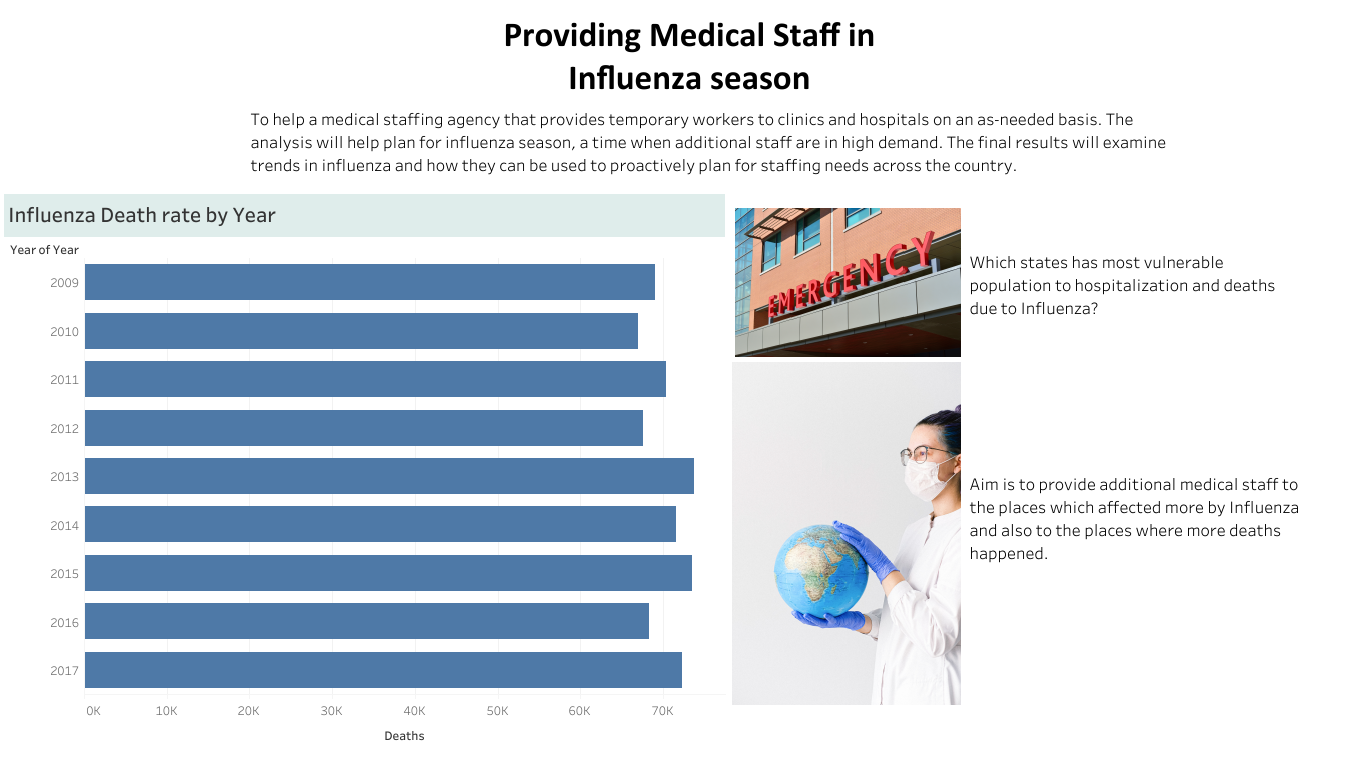 Providing Medical Staff in
Influenza season
To help a medical staffing agency that provides temporary workers to clinics and hospitals on an as-needed basis. The
analysis will help plan for influenza season, a time when additional staff are in high demand. The final results will examine
trends in influenza and how they can be used to proactively plan for staffing needs across the country.
Influenza Death rate by Year
Year of Year
2009
2010
2011
2012
2013
2014
2015
2016
2017
0K 10K 20K 30K 40K 50K 60K 70K
Deaths
EMERGENCY
Which states has most vulnerable
population to hospitalization and deaths
due to Influenza?
Aim is to provide additional medical staff to
the places which affected more by Influenza
and also to the places where more deaths
happened.